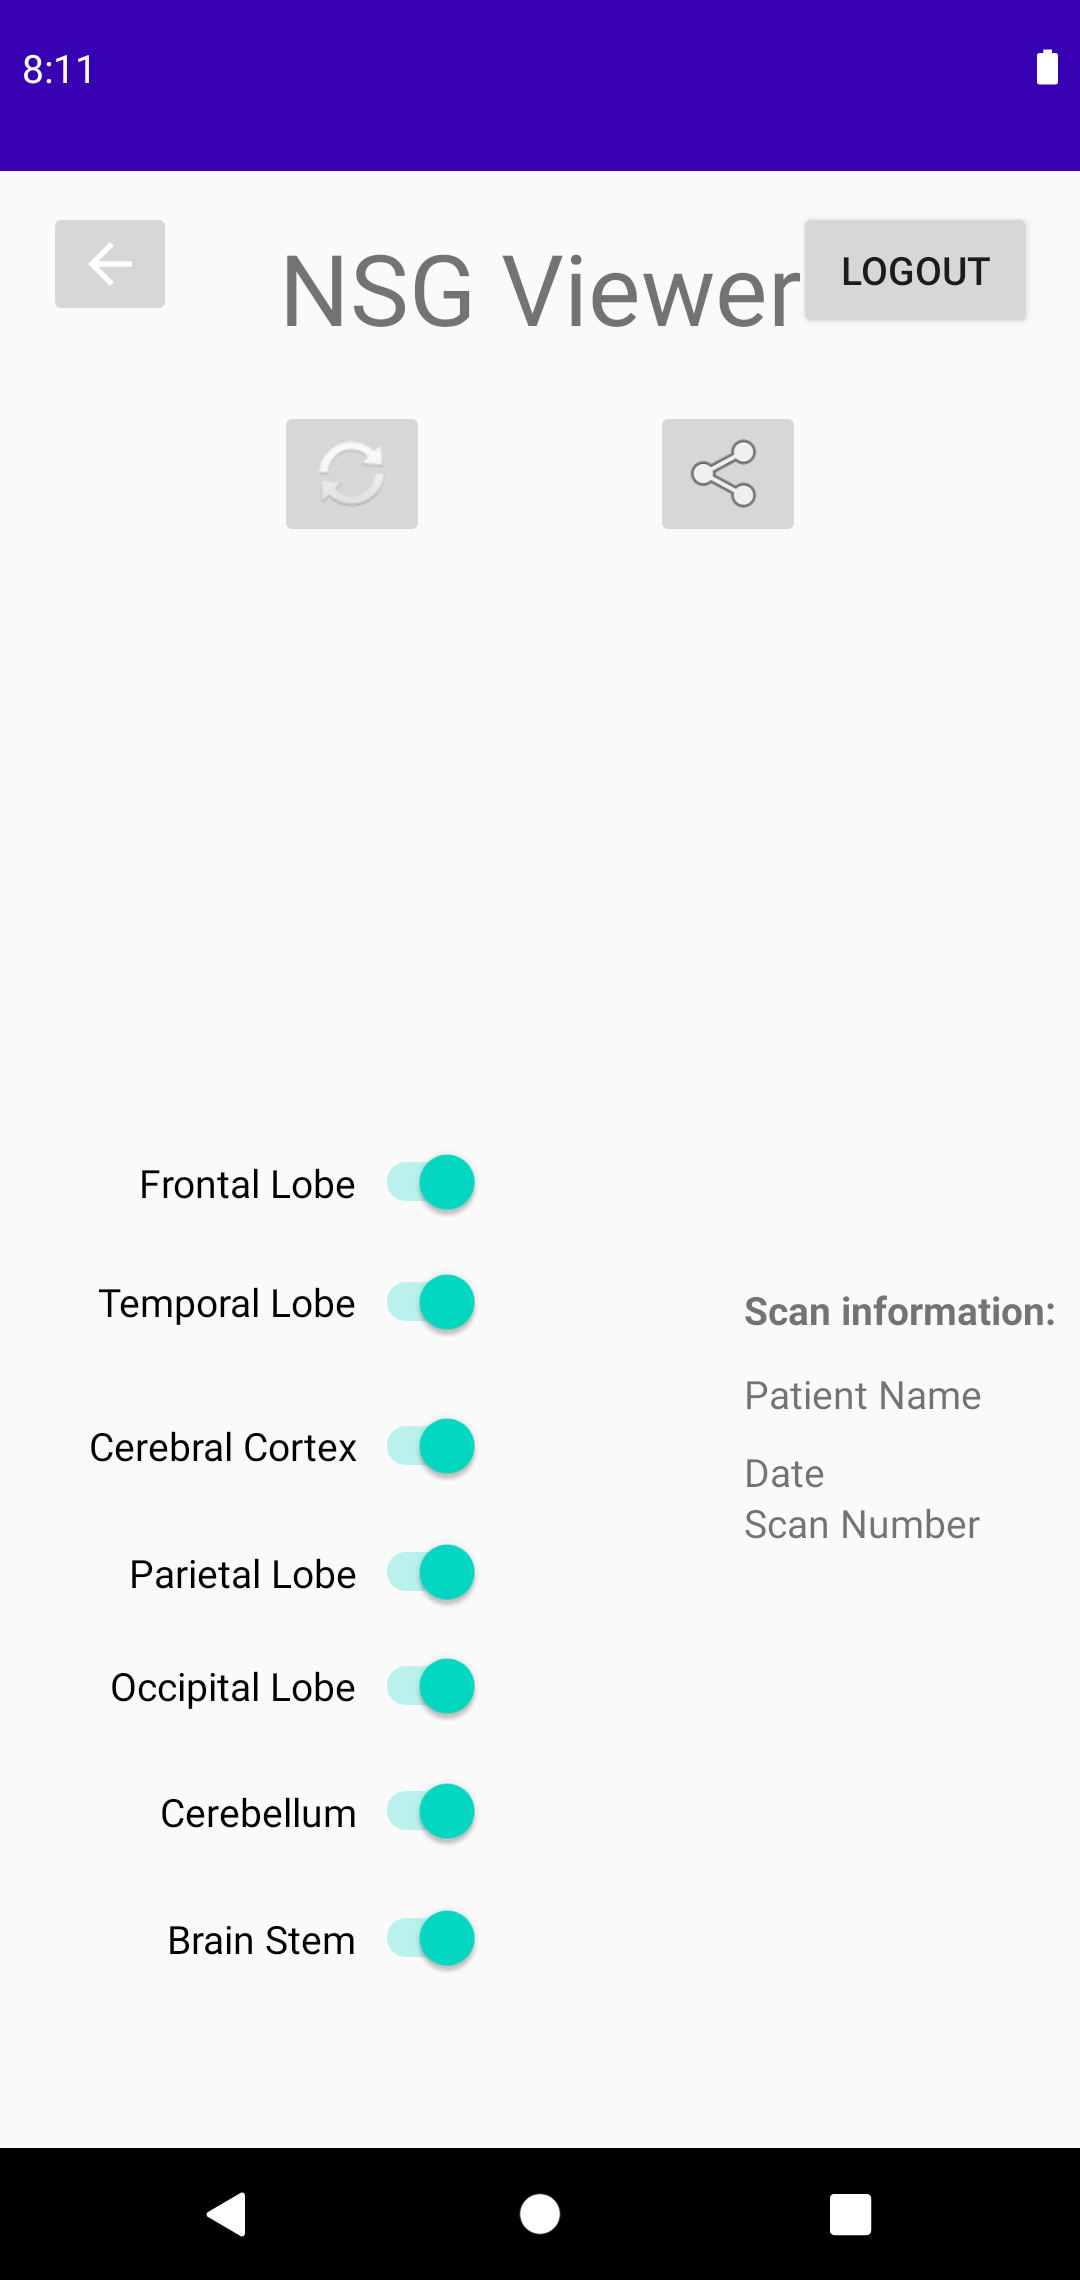 8:11
NSG Viewer
LOGOUT
Frontal Lobe
Temporal Lobe
Scan information:
Patient Name
Cerebral Cortex
Date
Scan Number
Parietal Lobe
Occipital Lobe
Cerebellum
Brain Stem